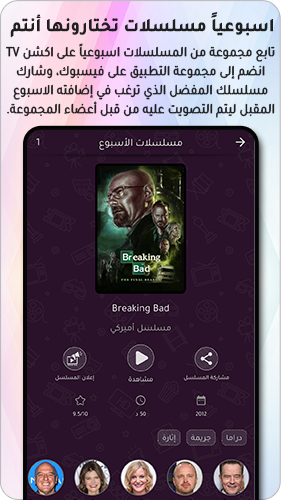 اسبوعياً مسلسلات تختارونها أنتم
تابع مجموعة من المسلسلات اسبوعياً على اكشن TV
انضم إلى مجموعة التطبيق على فيسبوك، وشارك
مسلسلك المفضل الذي ترغب في إضافته الاسبوع
المقبل ليتم التصويت عليه من قبل أعضاء المجموعة.
مسلسلات الأسبوع
1
Breaking
Bad
THE FINAL SEASON
Breaking Bad
مسلسل أميركي
مشاركة المسلسل
مشاهدة
إعلان المسلسل
2012
50 د
9.5/10
دراما
جريمة
إثارة